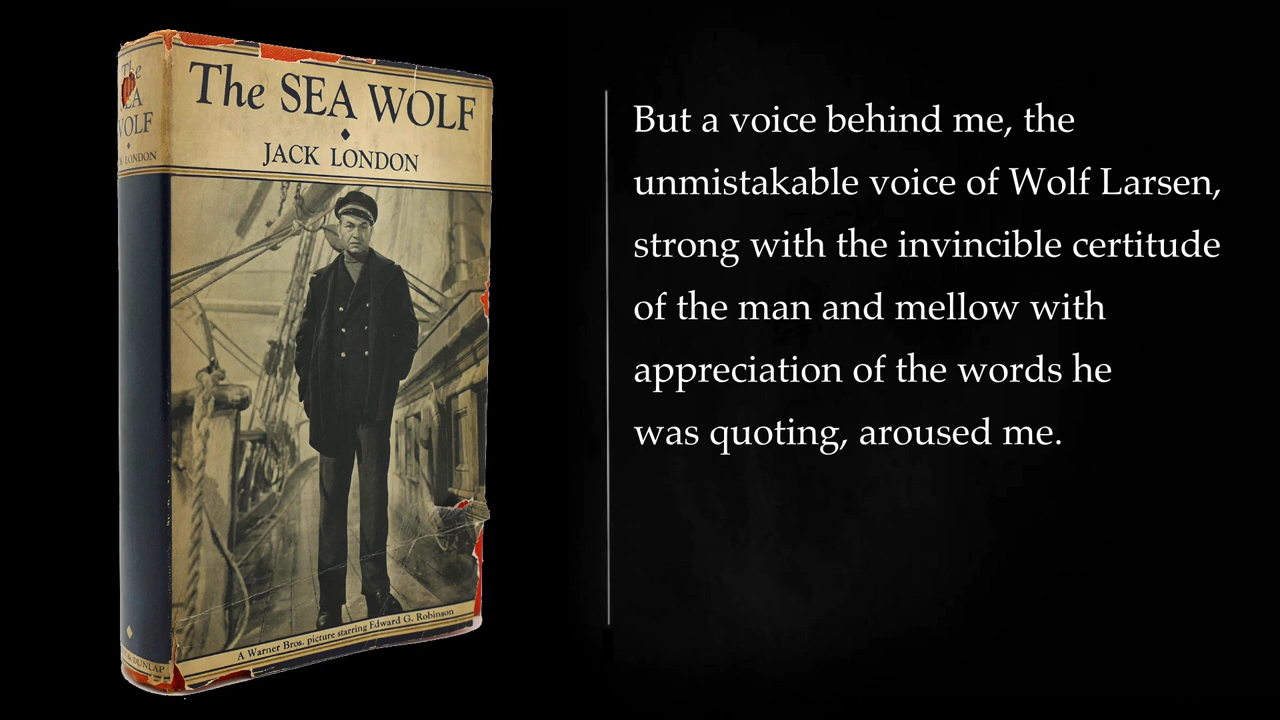 The SEA WOLF
JACK LONDON
A Warner Bros. picture starring Edward G. Robinson
The
SEA
WOLF
LONDON
DUNLAP
But a voice behind me, the
unmistakable voice of Wolf Larsen,
strong with the invincible certitude
of the man and mellow with
appreciation of the words he
was quoting, aroused me.